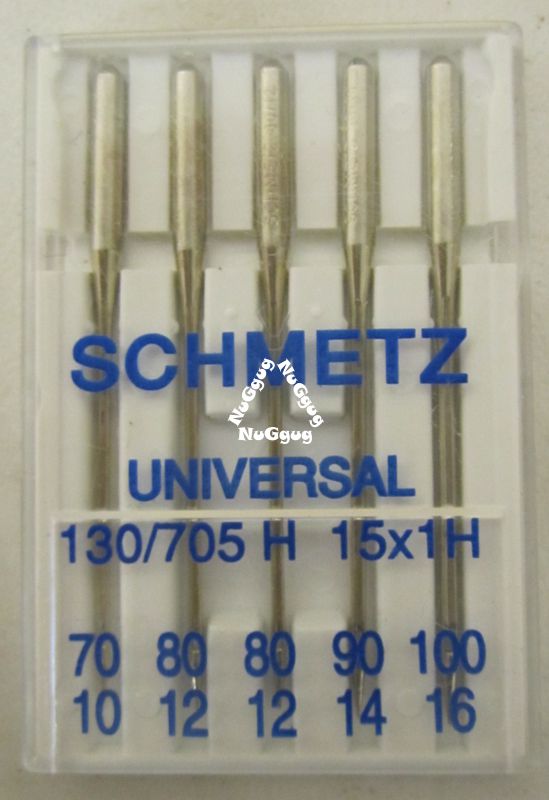 SCHMETZ
NuGgug NuGgug
NuGgug
UNIVERSAL
130/705 H 15x1H
70 80 80 90 100
10 12 12 14 16